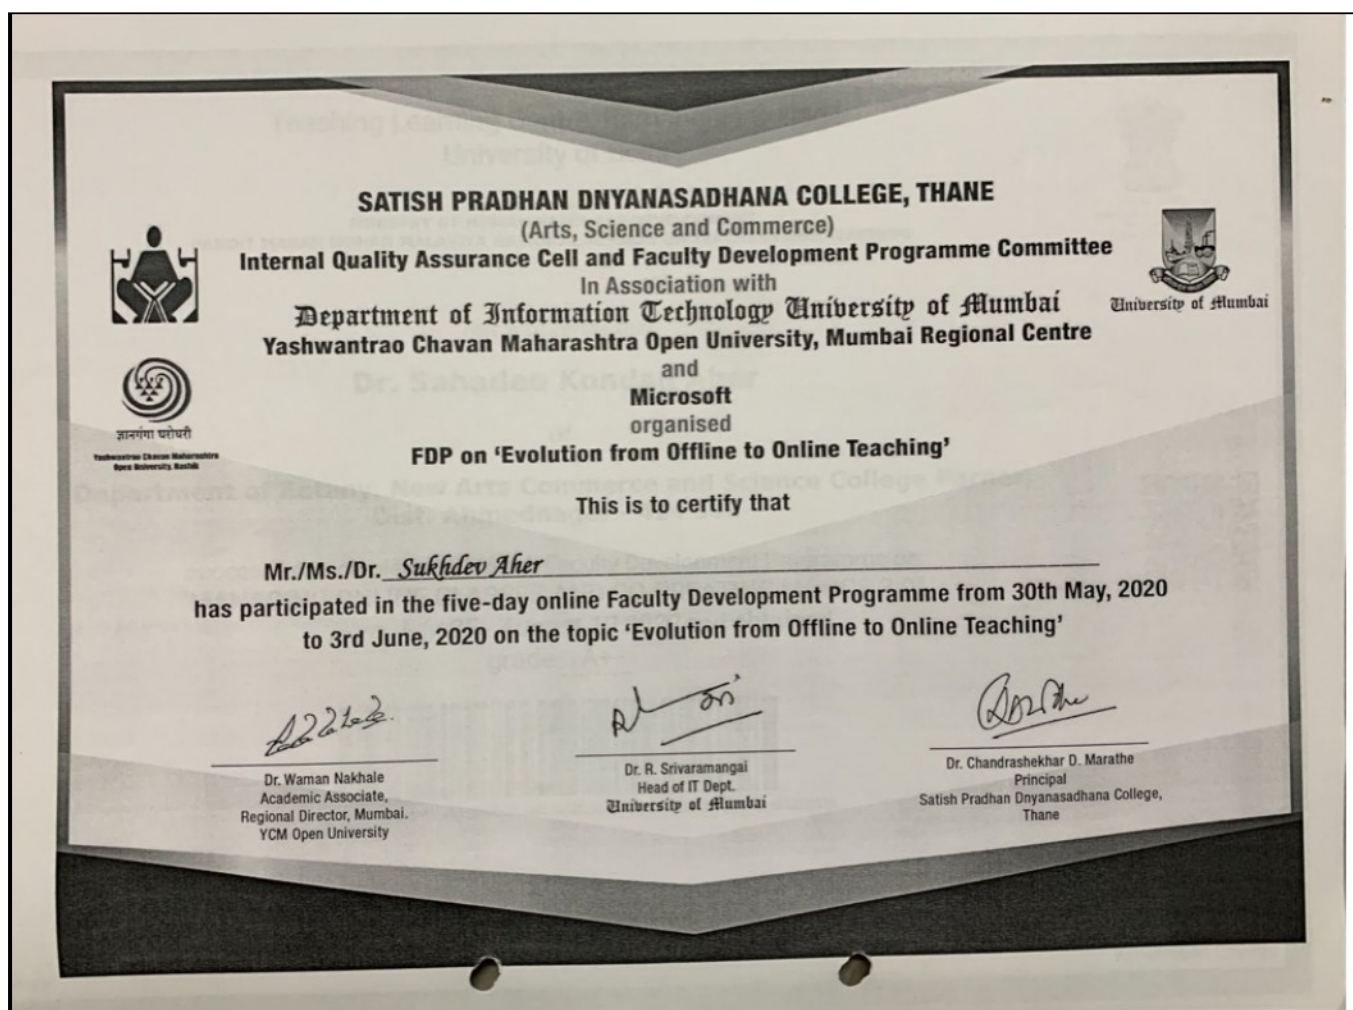 SATISH PRADHAN DNYANASADHANA COLLEGE, THANE
(Arts, Science and Commerce)
Internal Quality Assurance Cell and Faculty Development Programme Committee
In Association with
Department of Information Technology University of Mumbai
University of Mumbai
Yashwantrao Chavan Maharashtra Open University, Mumbai Regional Centre
and
Microsoft
organised
ज्ञानगंगा घरोघरी
Yashwantrao Chavan Maharashtra
Open University, Nashik
FDP on ‘Evolution from Offline to Online Teaching’
This is to certify that
Mr./Ms./Dr. Sukhdev Aher
has participated in the five-day online Faculty Development Programme from 30th May, 2020
to 3rd June, 2020 on the topic ‘Evolution from Offline to Online Teaching’
Dr. Waman Nakhale
Academic Associate,
Regional Director, Mumbai.
YCM Open University
Dr. R. Srivaramangai
Head of IT Dept.
University of Mumbai
Dr. Chandrashekhar D. Marathe
Principal
Satish Pradhan Dnyanasadhana College,
Thane